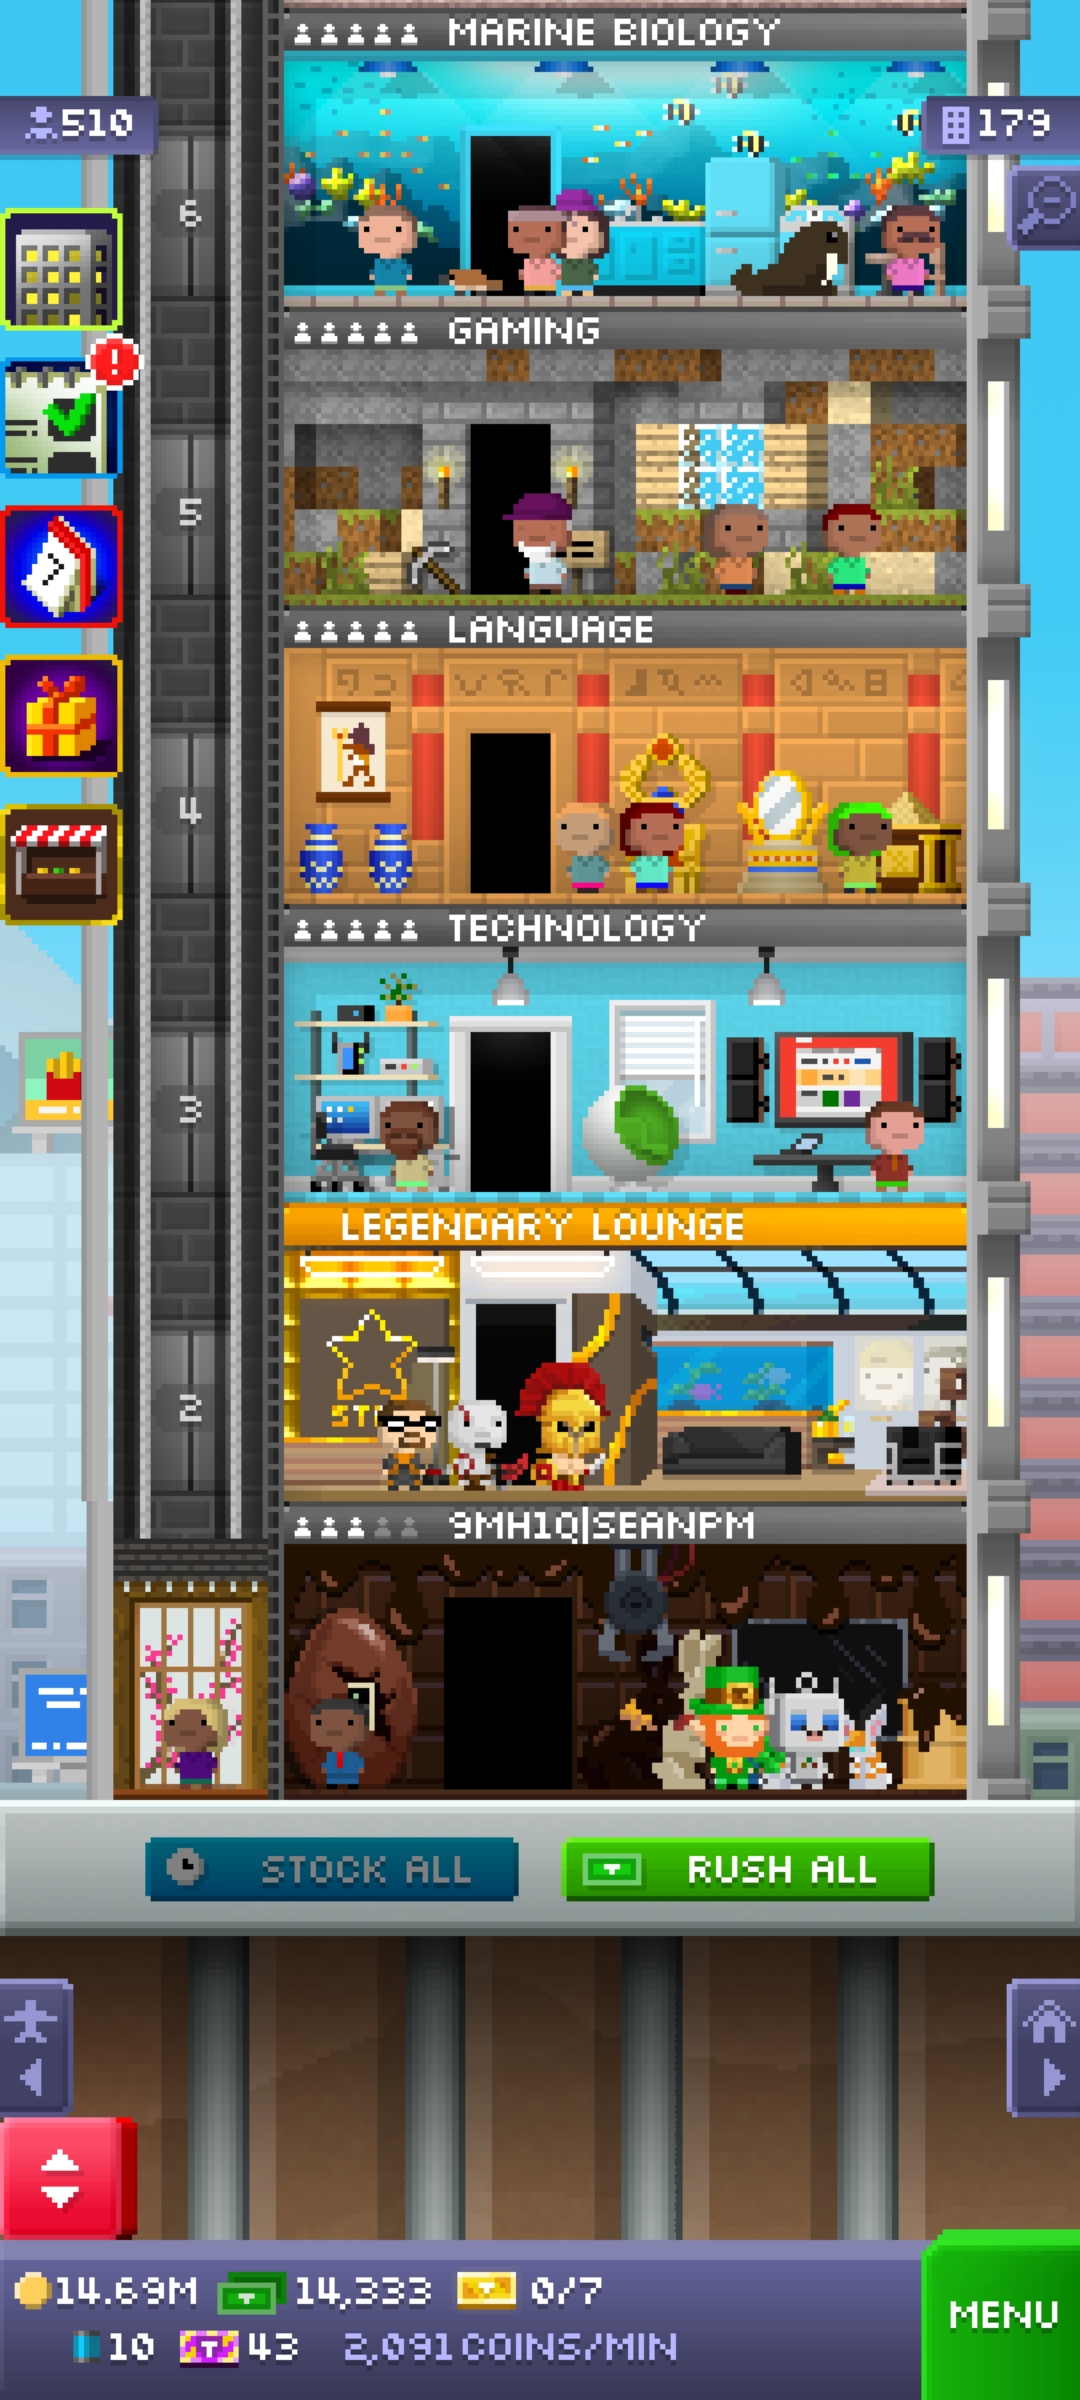 MARINE BIOLOGY
510
179
6
GAMING
5
LANGUAGE
4
TECHNOLOGY
3
LEGENDARY LOUNGE
2
9MH1Q|SEANPM
STOCK ALL
RUSH ALL
14.69M 14,333 0/7
10 43 2,091 COINS/MIN
MENU